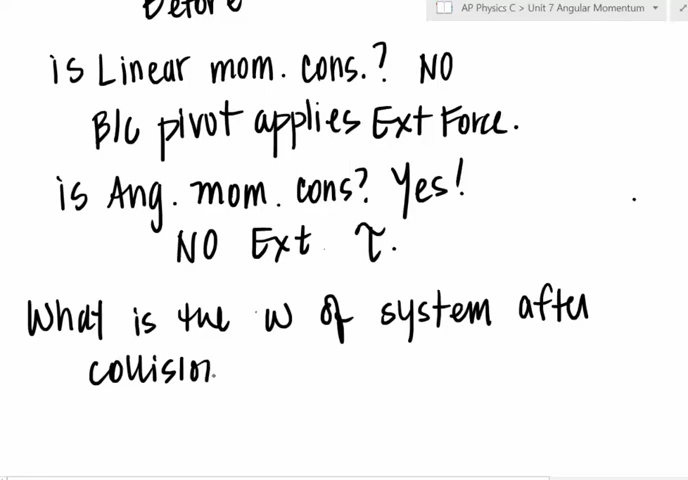 Before
AP Physics C > Unit 7 Angular Momentum
is Linear mom. cons.? NO
B/c pivot applies Ext Force.
is Ang. mom. cons? Yes!
NO Ext τ.
What is the ω of system after
collision